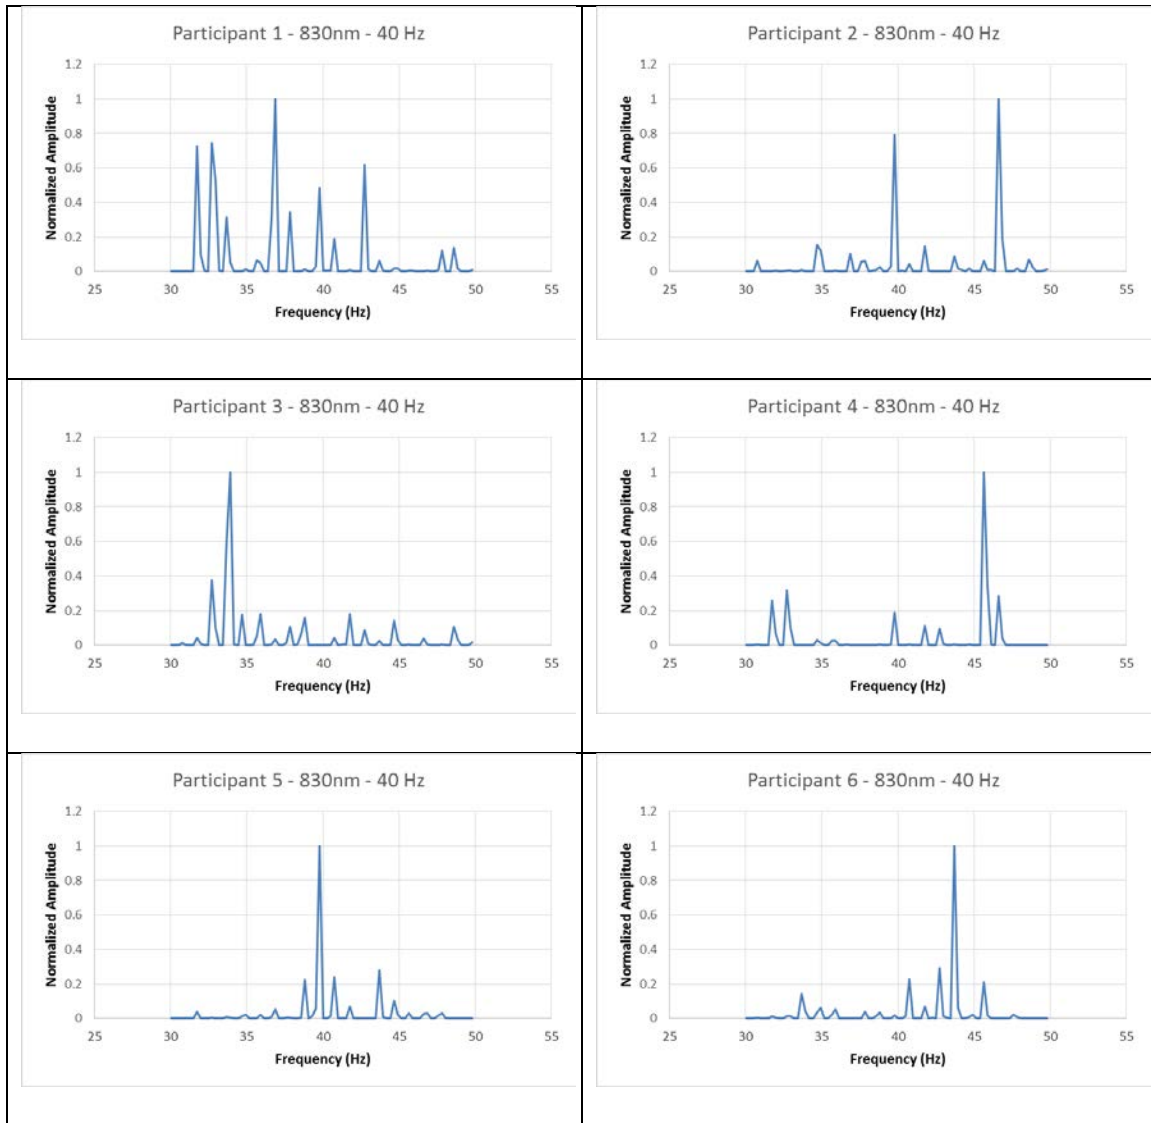 Participant 1 - 830nm - 40 Hz
1.2
1
0.8
0.6
0.4
0.2
0
Normalized Amplitude
25 30 35 40 45 50 55
Frequency (Hz)
Participant 2 - 830nm - 40 Hz
1.2
1
0.8
0.6
0.4
0.2
0
Normalized Amplitude
25 30 35 40 45 50 55
Frequency (Hz)
Participant 3 - 830nm - 40 Hz
1.2
1
0.8
0.6
0.4
0.2
0
Normalized Amplitude
25 30 35 40 45 50 55
Frequency (Hz)
Participant 4 - 830nm - 40 Hz
1.2
1
0.8
0.6
0.4
0.2
0
Normalized Amplitude
25 30 35 40 45 50 55
Frequency (Hz)
Participant 5 - 830nm - 40 Hz
1.2
1
0.8
0.6
0.4
0.2
0
Normalized Amplitude
25 30 35 40 45 50 55
Frequency (Hz)
Participant 6 - 830nm - 40 Hz
1.2
1
0.8
0.6
0.4
0.2
0
Normalized Amplitude
25 30 35 40 45 50 55
Frequency (Hz)